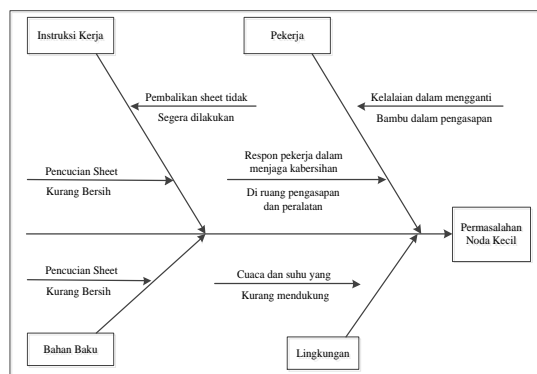 Instruksi Kerja
Pekerja
Pembalikan sheet tidak
Segera dilakukan
Kelalaian dalam mengganti
Bambu dalam pengasapan
Pencucian Sheet
Kurang Bersih
Respon pekerja dalam
menjaga kabersihan
Di ruang pengasapan
dan peralatan
Permasalahan
Noda Kecil
Pencucian Sheet
Kurang Bersih
Cuaca dan suhu yang
Kurang mendukung
Bahan Baku
Lingkungan